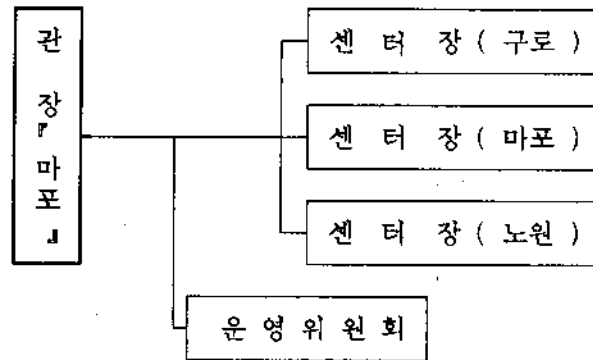 관 장『마포』
센 터 장 ( 구로 )
센 터 장 ( 마포 )
센 터 장 ( 노원 )
운 영 위 원 회